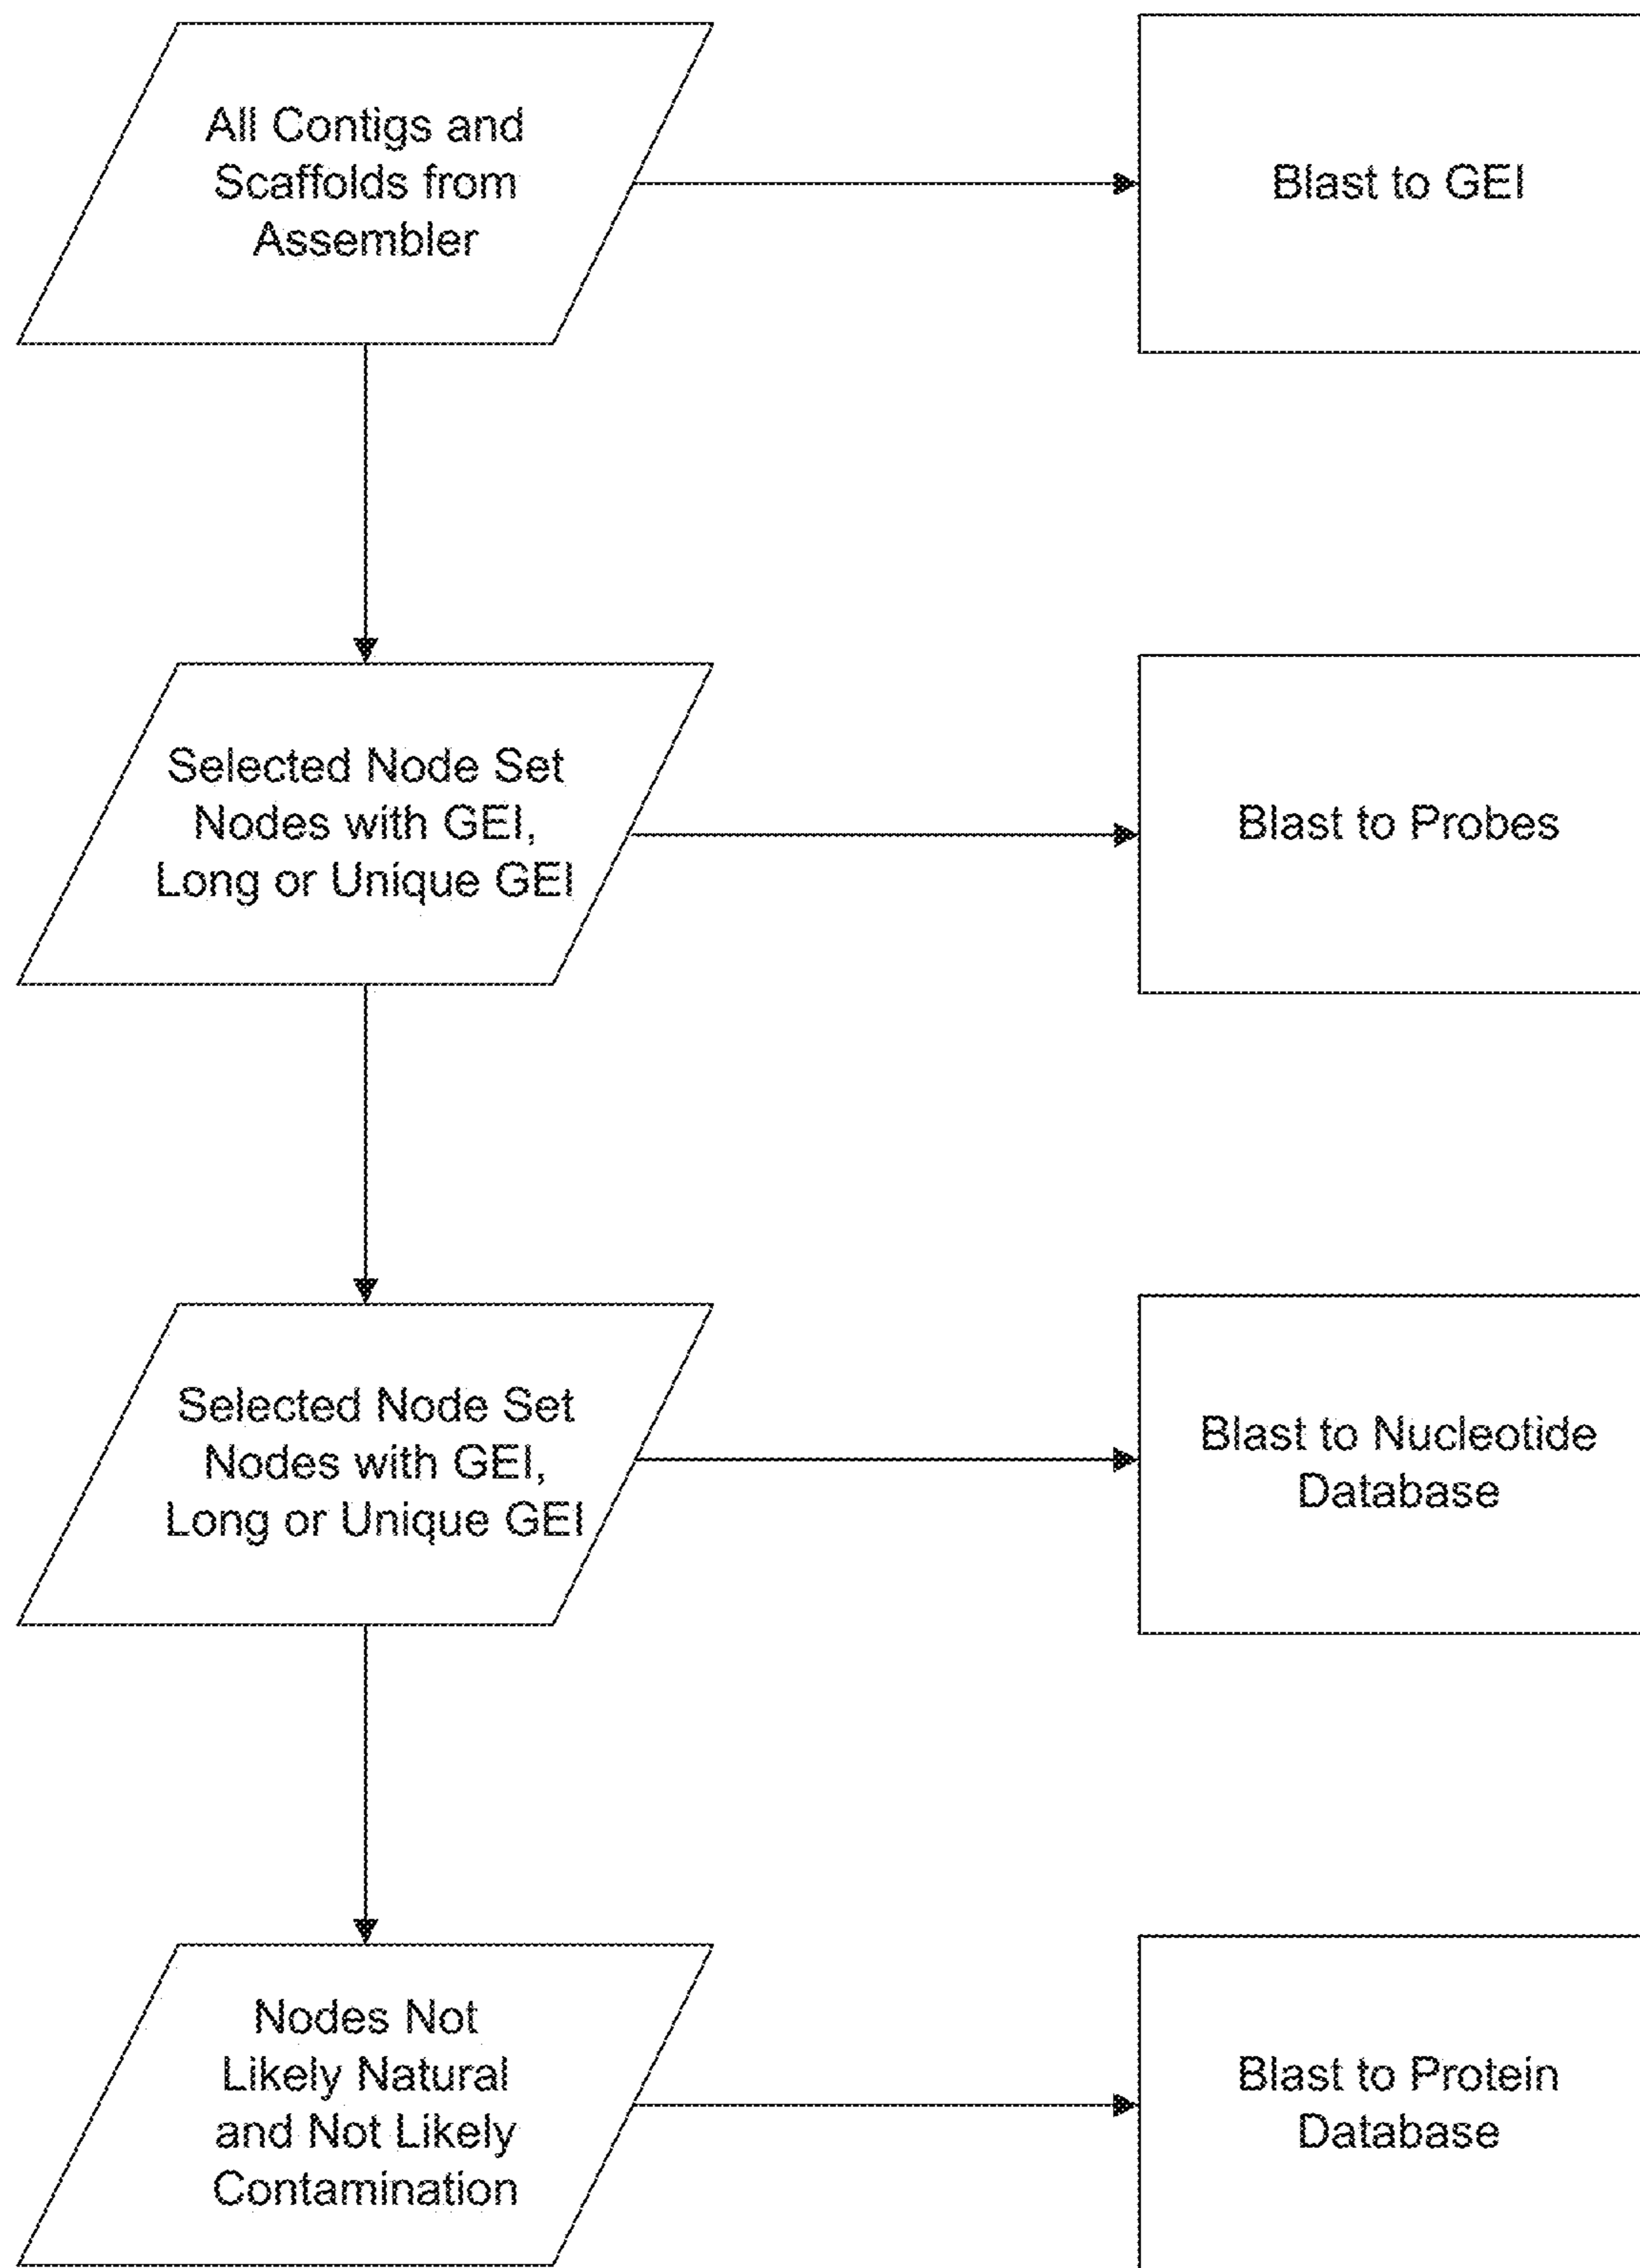 All Contigs and
Scaffolds from
Assembler
Blast to GEI
Selected Node Set
Nodes with GEI,
Long or Unique GEI
Blast to Probes
Selected Node Set
Nodes with GEI,
Long or Unique GEI
Blast to Nucleotide
Database
Nodes Not
Likely Natural
and Not Likely
Contamination
Blast to Protein
Database